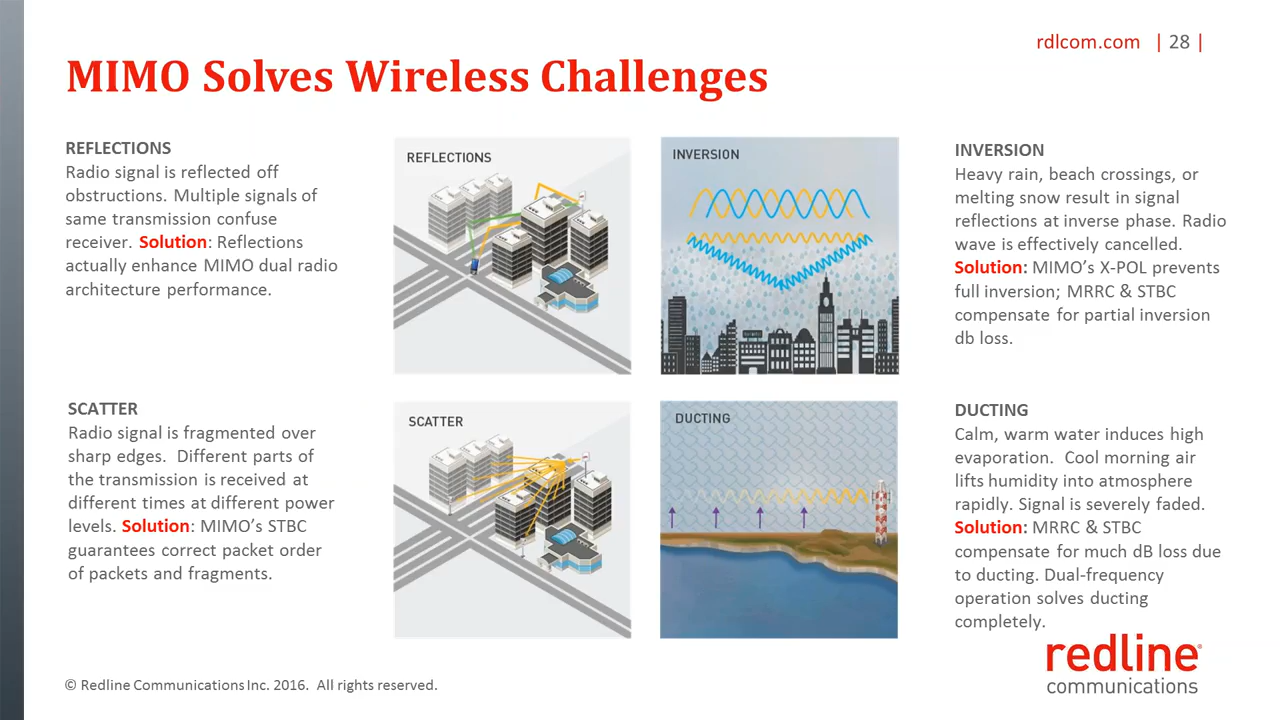 rdlcom.com | 28 |
MIMO Solves Wireless Challenges
REFLECTIONS
Radio signal is reflected off
obstructions. Multiple signals of
same transmission confuse
receiver. Solution: Reflections
actually enhance MIMO dual radio
architecture performance.
REFLECTIONS
INVERSION
INVERSION
Heavy rain, beach crossings, or
melting snow result in signal
reflections at inverse phase. Radio
wave is effectively cancelled.
Solution: MIMO's X-POL prevents
full inversion; MRRC & STBC
compensate for partial inversion
db loss.
SCATTER
Radio signal is fragmented over
sharp edges. Different parts of
the transmission is received at
different times at different power
levels. Solution: MIMO's STBC
guarantees correct packet order
of packets and fragments.
SCATTER
DUCTING
DUCTING
Calm, warm water induces high
evaporation. Cool morning air
lifts humidity into atmosphere
rapidly. Signal is severely faded.
Solution: MRRC & STBC
compensate for much dB loss due
to ducting. Dual-frequency
operation solves ducting
completely.
redline
communications
© Redline Communications Inc. 2016. All rights reserved.